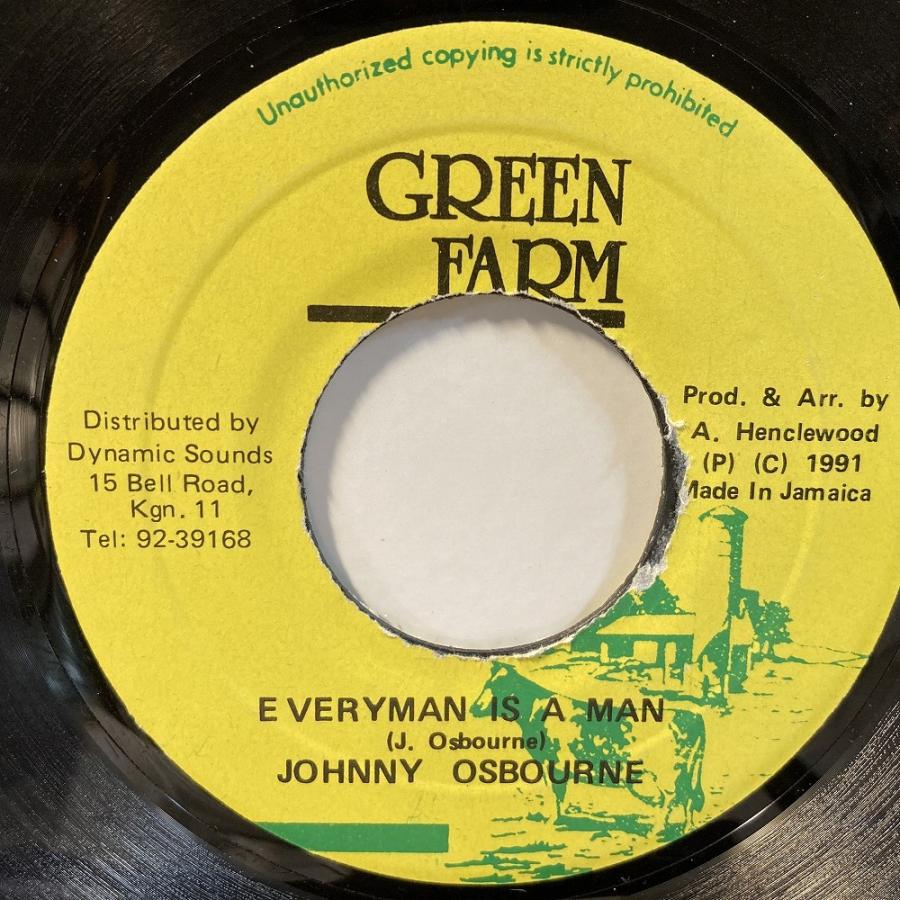 Unauthorized copying is strictly prohibited
GREEN
FARM
Distributed by
Dynamic Sounds
15 Bell Road,
Kgn. 11
Tel: 92-39168
Prod. & Arr. by
A. Henclewood
(P) (C) 1991
Made In Jamaica
EVERYMAN IS A MAN
(J. Osbourne)
JOHNNY OSBOURNE